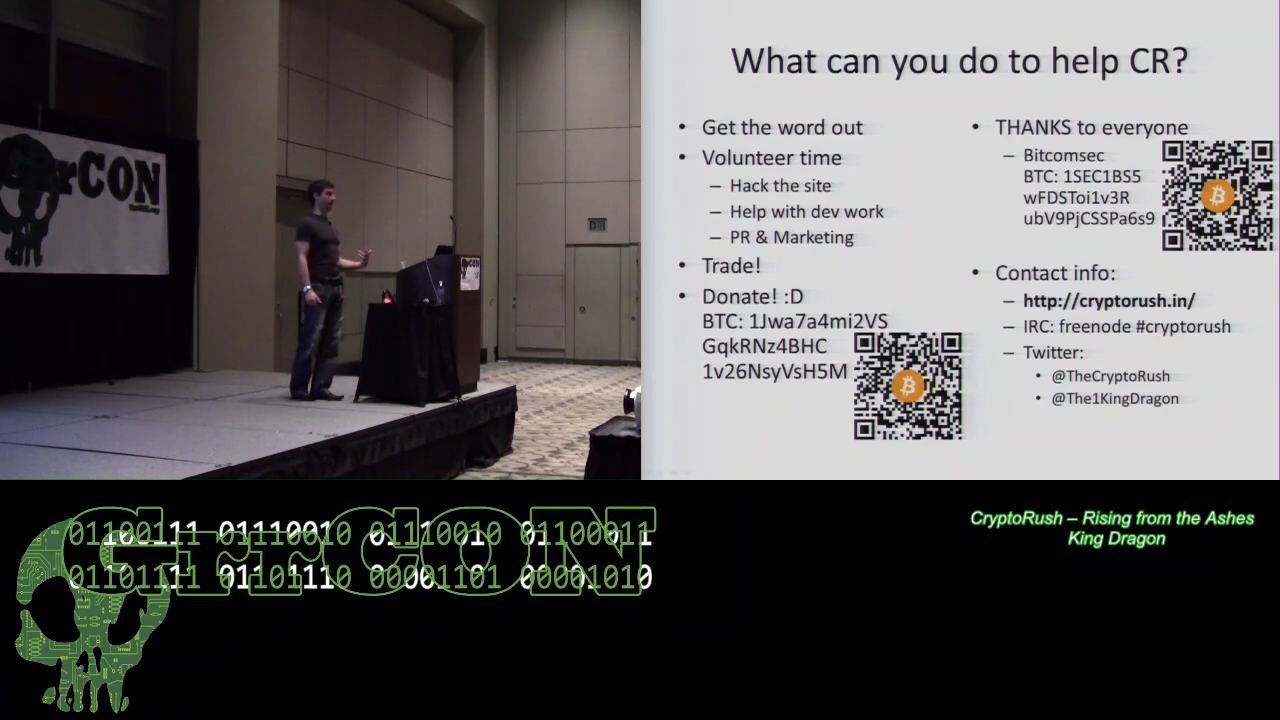 GrrCON
What can you do to help CR?
• Get the word out
• Volunteer time
– Hack the site
– Help with dev work
– PR & Marketing
• Trade!
• Donate! :D
BTC: 1Jwa7a4mi2VS
GqkRNz4BHC
1v26NsyVsH5M
• THANKS to everyone
– Bitcomsec
BTC: 1SEC1BS5
wFDSToi1v3R
ubV9PjCSSPa6s9
• Contact info:
– http://cryptorush.in/
– IRC: freenode #cryptorush
– Twitter:
• @TheCryptoRush
• @The1KingDragon
GrrCON
01100111 01110010 01110010 01100011
01101111 01101110 00001101 00001010
CryptoRush – Rising from the Ashes
King Dragon